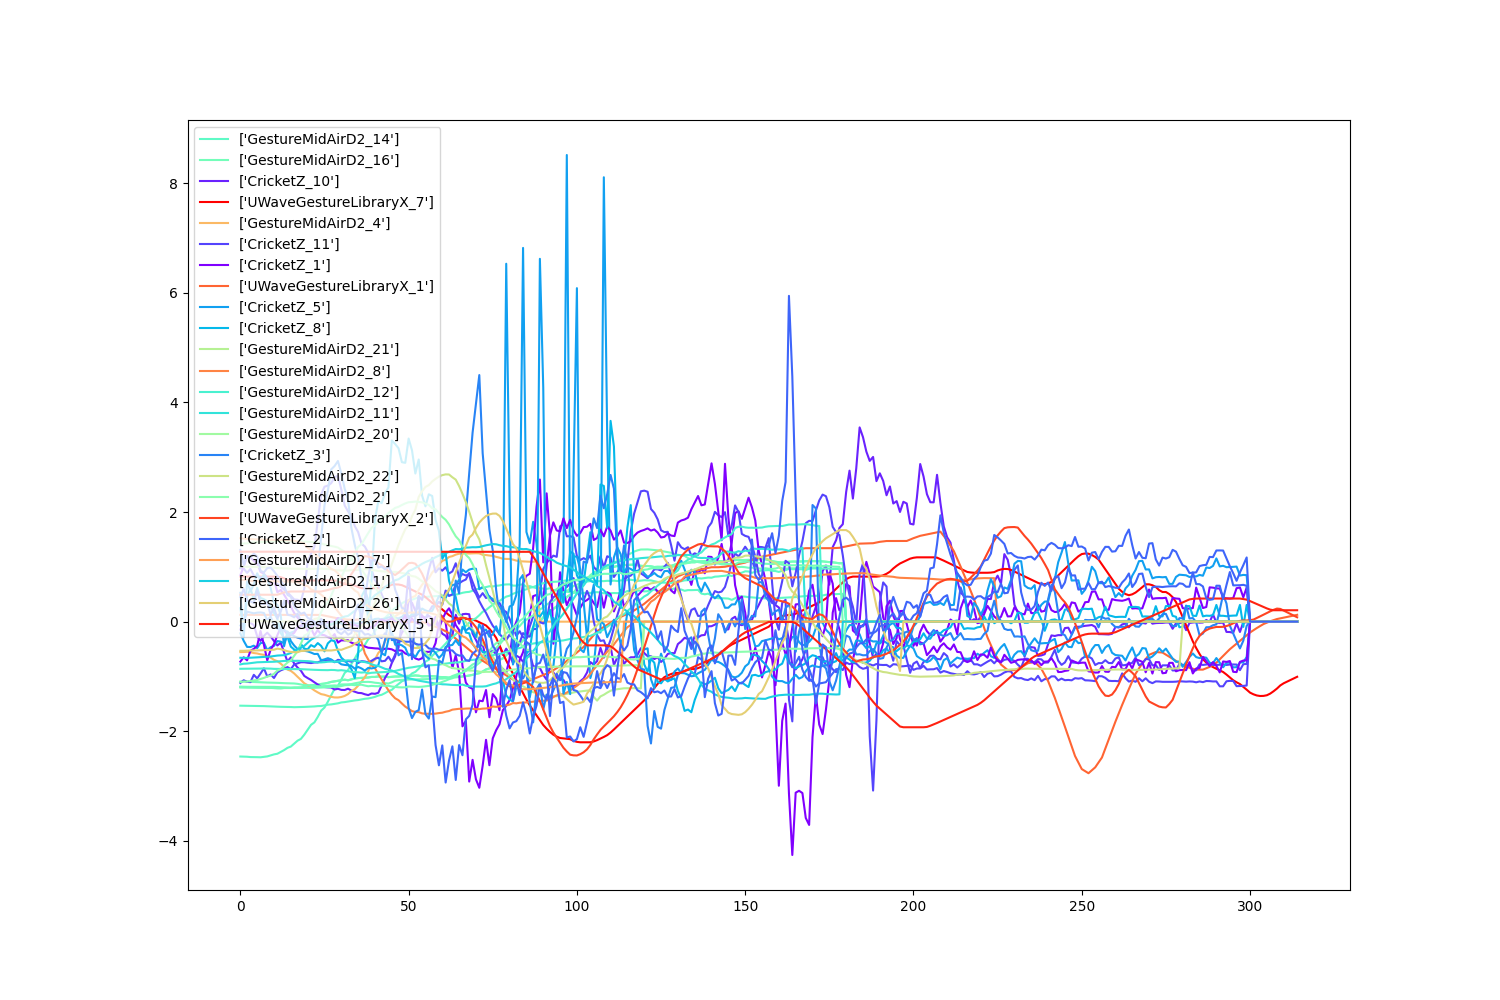 ['GestureMidAirD2_14']
['GestureMidAirD2_16']
['CricketZ_10']
['UWaveGestureLibraryX_7']
['GestureMidAirD2_4']
['CricketZ_11']
['CricketZ_1']
['UWaveGestureLibraryX_1']
['CricketZ_5']
['CricketZ_8']
['GestureMidAirD2_21']
['GestureMidAirD2_8']
['GestureMidAirD2_12']
['GestureMidAirD2_11']
['GestureMidAirD2_20']
['CricketZ_3']
['GestureMidAirD2_22']
['GestureMidAirD2_2']
['UWaveGestureLibraryX_2']
['CricketZ_2']
['GestureMidAirD2_7']
['GestureMidAirD2_1']
['GestureMidAirD2_26']
['UWaveGestureLibraryX_5']
8
6
4
2
0
−2
−4
0 50 100 150 200 250 300